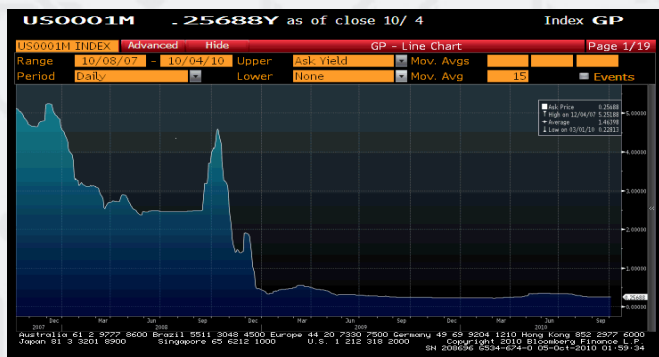 US0001M .25688Y as of close 10/ 4 Index GP
US0001M INDEX Advanced Hide GP - Line Chart Page 1/19
Range 10/08/07 - 10/04/10 Upper Ask Yield Mov. Avgs
Period Daily Lower None Mov. Avg 15 Events
Ask Price 0.25688
High on 12/04/07 5.25188
Average 1.46398
Low on 03/01/10 0.22813
5.00000
4.00000
3.00000
2.00000
1.00000
0.25688
Dec Mar Jun Sep Dec Mar Jun Sep Dec Mar Jun Sep
2007 2008 2009 2010
Australia 61 2 9777 8600 Brazil 5511 3048 4500 Europe 44 20 7330 7500 Germany 49 69 9204 1210 Hong Kong 852 2977 6000
Japan 81 3 3201 8900 Singapore 65 6212 1000 U.S. 1 212 318 2000 Copyright 2010 Bloomberg Finance L.P.
SN 208696 G534-674-0 05-Oct-2010 01:59:34